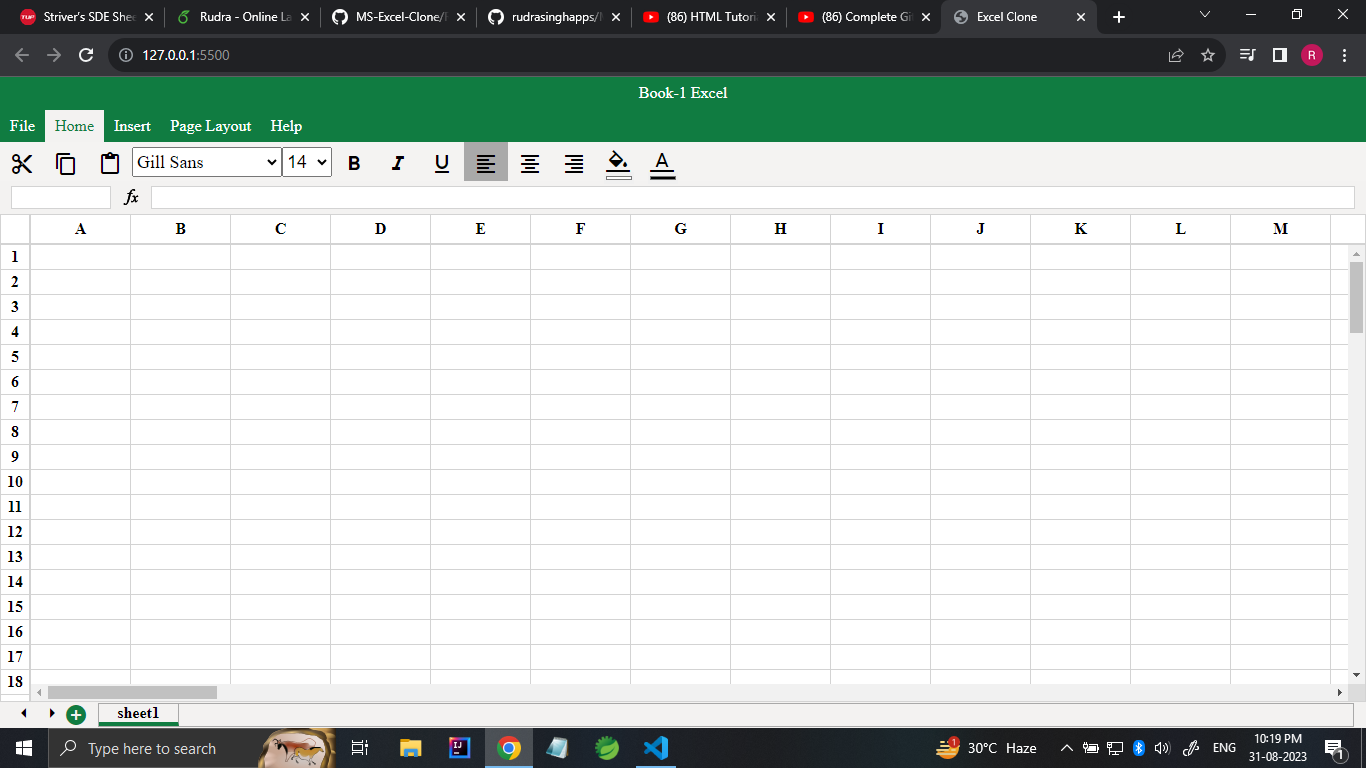 Striver's SDE Shee
Rudra - Online La
MS-Excel-Clone/
rudrasinghapps/
(86) HTML Tutori
(86) Complete Gi
Excel Clone
127.0.0.1:5500
R
Book-1 Excel
File Home Insert Page Layout Help
Gill Sans 14 B I U A
fx
A B C D E F G H I J K L M
1
2
3
4
5
6
7
8
9
10
11
12
13
14
15
16
17
18
sheet1
Type here to search
1 30°C Haze
ENG
10:19 PM
31-08-2023
1